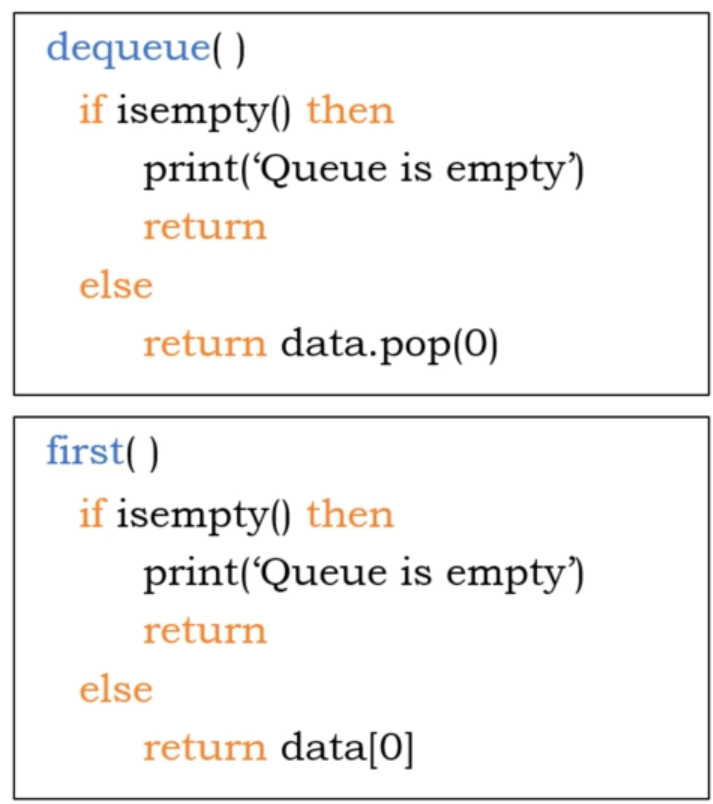 dequeue( )
if isempty() then
print(‘Queue is empty’)
return
else
return data.pop(0)
first( )
if isempty() then
print(‘Queue is empty’)
return
else
return data[0]